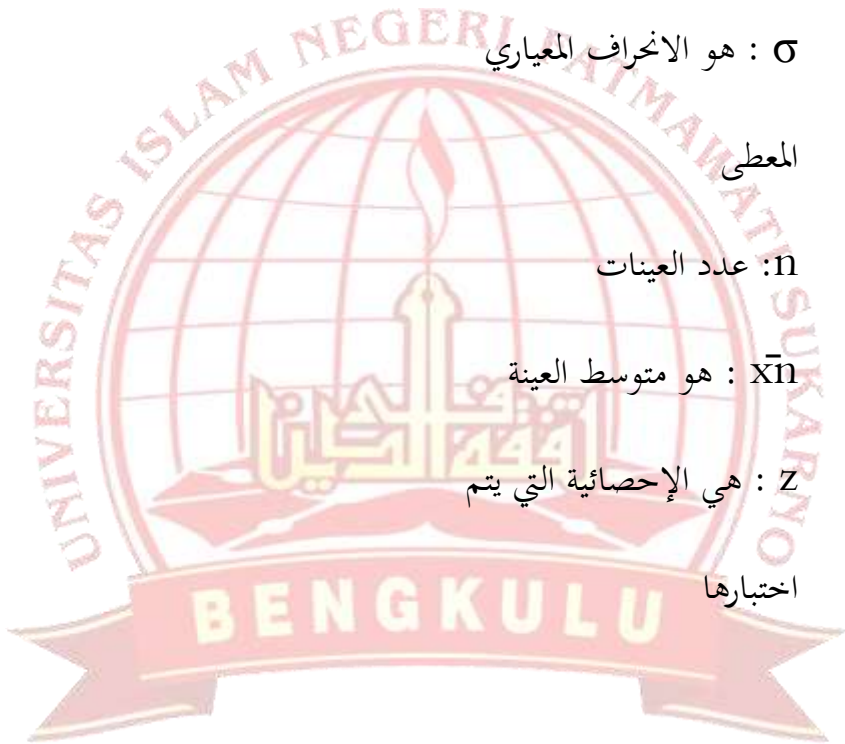 σ : هو الانحراف المعياري
المعطى
n: عدد العينات
x̄n : هو متوسط العينة
z : هي الإحصائية التي يتم
اختبارها
UNIVERSITAS ISLAM NEGERI FATMAWATI SUKARNO
BENGKULU